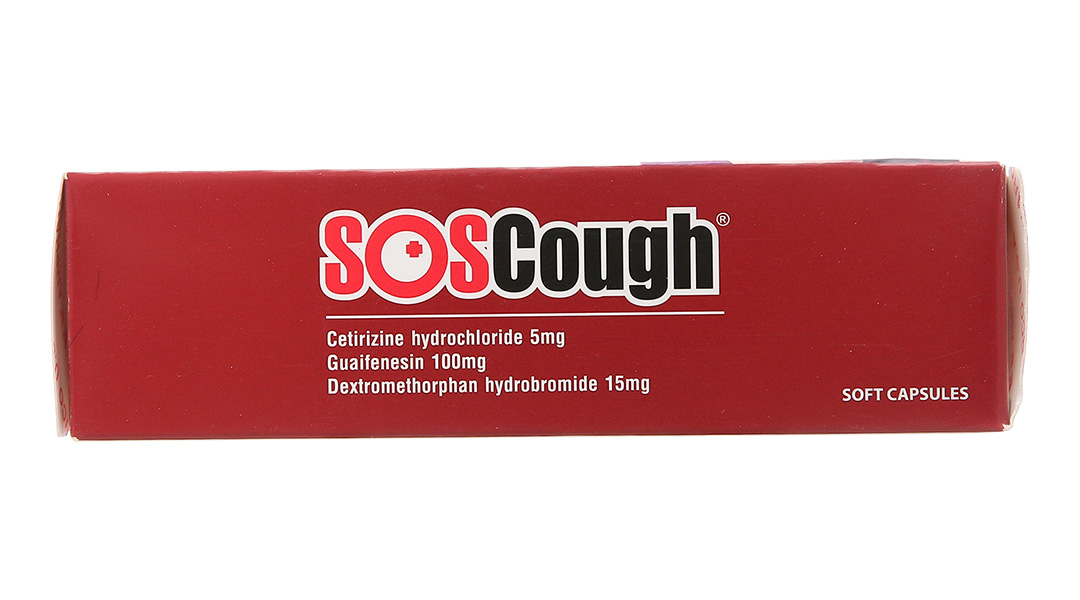 SOSCough®
Cetirizine hydrochloride 5mg
Guaifenesin 100mg
Dextromethorphan hydrobromide 15mg
SOFT CAPSULES